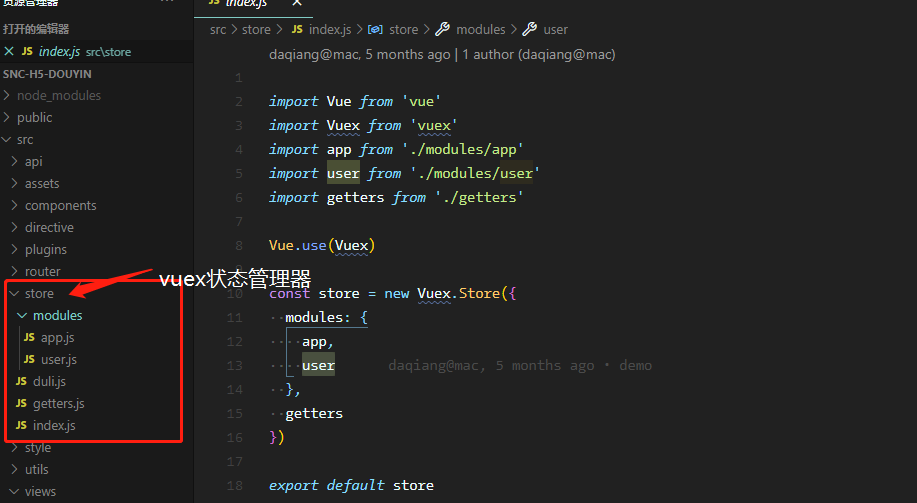 资源管理器 ...
打开的编辑器
JS index.js src\store
SNC-H5-DOUYIN
node_modules
public
src
api
assets
components
directive
plugins
router
store
modules
JS app.js
JS user.js
JS duli.js
JS getters.js
JS index.js
style
utils
views
vuex状态管理器
JS index.js
src > store > JS index.js > store > modules > user
daqiang@mac, 5 months ago | 1 author (daqiang@mac)
1
2 import Vue from 'vue'
3 import Vuex from 'vuex'
4 import app from './modules/app'
5 import user from './modules/user'
6 import getters from './getters'
7
8 Vue.use(Vuex)
10 const store = new Vuex.Store({
11 modules: {
12 app,
13 user daqiang@mac, 5 months ago • demo
14 },
15 getters
16 })
17
18 export default store